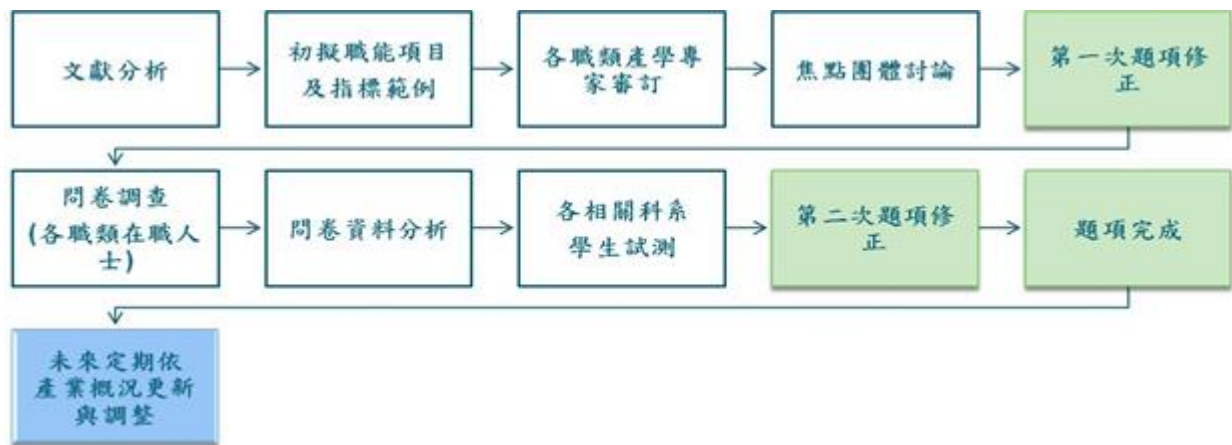 文獻分析
初擬職能項目
及指標範例
各職類產學專
家審訂
焦點團體討論
第一次題項修
正
問卷調查
(各職類在職人
士)
問卷資料分析
各相關科系
學生試測
第二次題項修
正
題項完成
未來定期依
產業概況更新
與調整